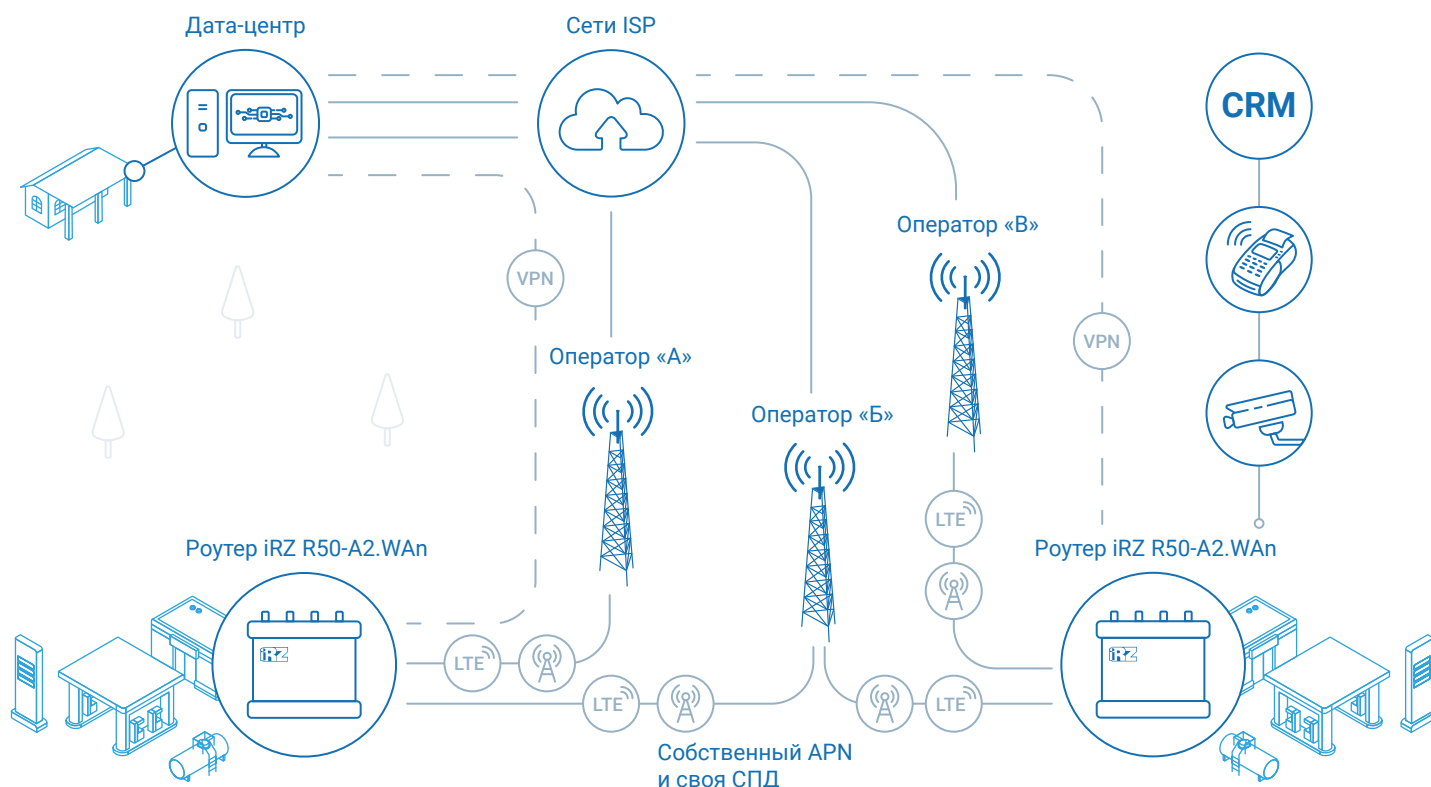 Дата-центр
Сети ISP
CRM
Оператор «В»
VPN
VPN
Оператор «А»
Оператор «Б»
LTE
Роутер iRZ R50-A2.WAn
Роутер iRZ R50-A2.WAn
iRZ
iRZ
LTE
LTE
LTE
Собственный APN
и своя СПД